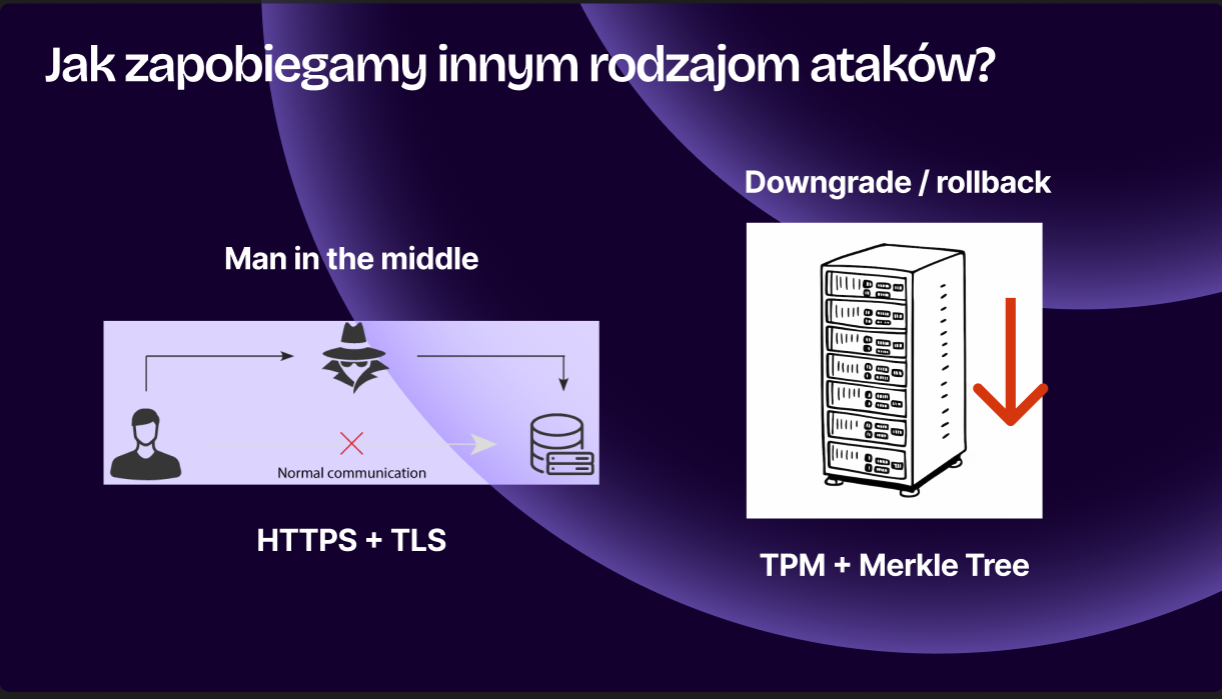 Jak zapobiegamy innym rodzajom ataków?
Man in the middle
Normal communication
HTTPS + TLS
Downgrade / rollback
TPM + Merkle Tree